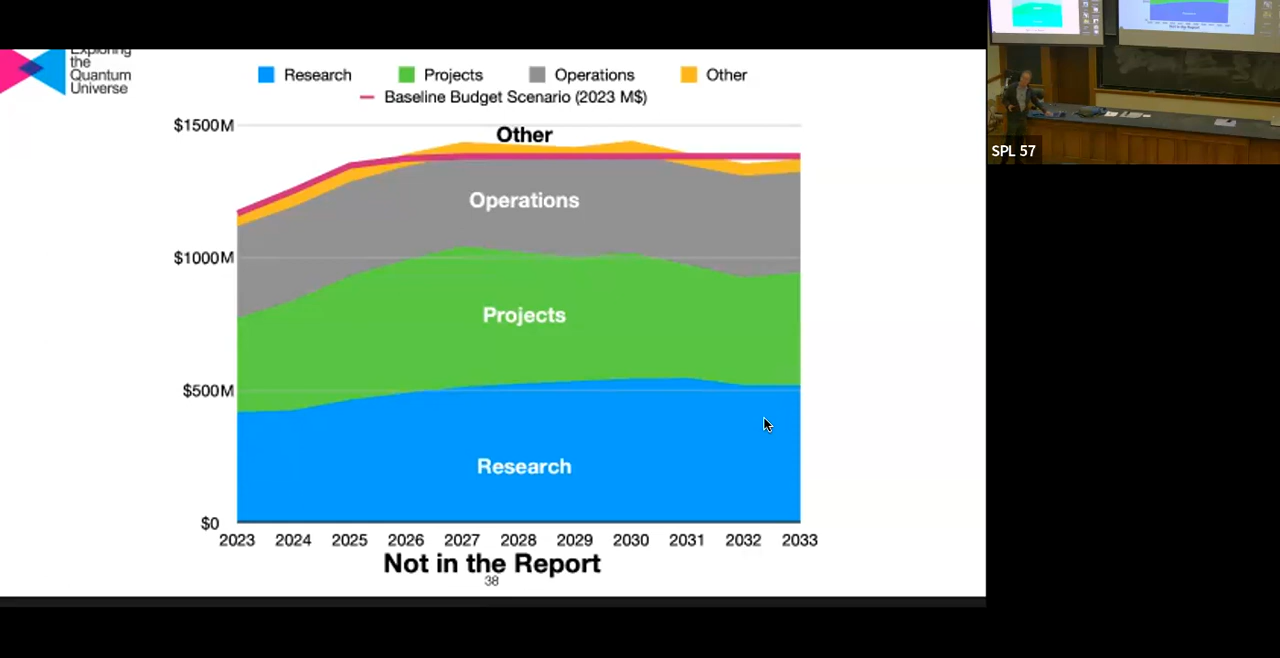 Exploring
the
Quantum
Universe
Research Projects Operations Other
Baseline Budget Scenario (2023 M$)
$1500M
Other
Operations
$1000M
Projects
$500M
Research
$0
2023 2024 2025 2026 2027 2028 2029 2030 2031 2032 2033
Not in the Report
38
SPL 57